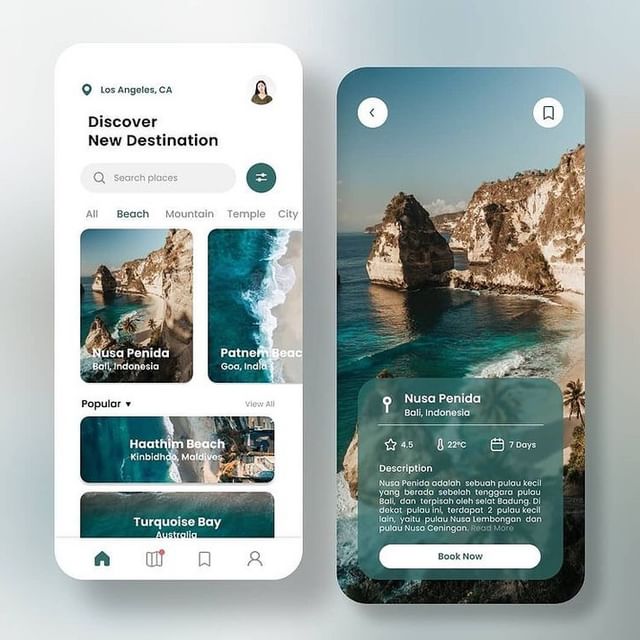 Los Angeles, CA
Discover
New Destination
Search places
All Beach Mountain Temple City
Nusa Penida
Bali, Indonesia
Patnem Beac
Goa, India
Popular ▼ View All
Haathim Beach
Kinbidhoo, Maldives
Turquoise Bay
Australia
Nusa Penida
Bali, Indonesia
4.5 22°C 7 Days
Description
Nusa Penida adalah sebuah pulau kecil
yang berada sebelah tenggara pulau
Bali, dan terpisah oleh selat Badung. Di
dekat pulau ini, terdapat 2 pulau kecil
lain, yaitu pulau Nusa Lembongan dan
pulau Nusa Ceningan. Read More
Book Now